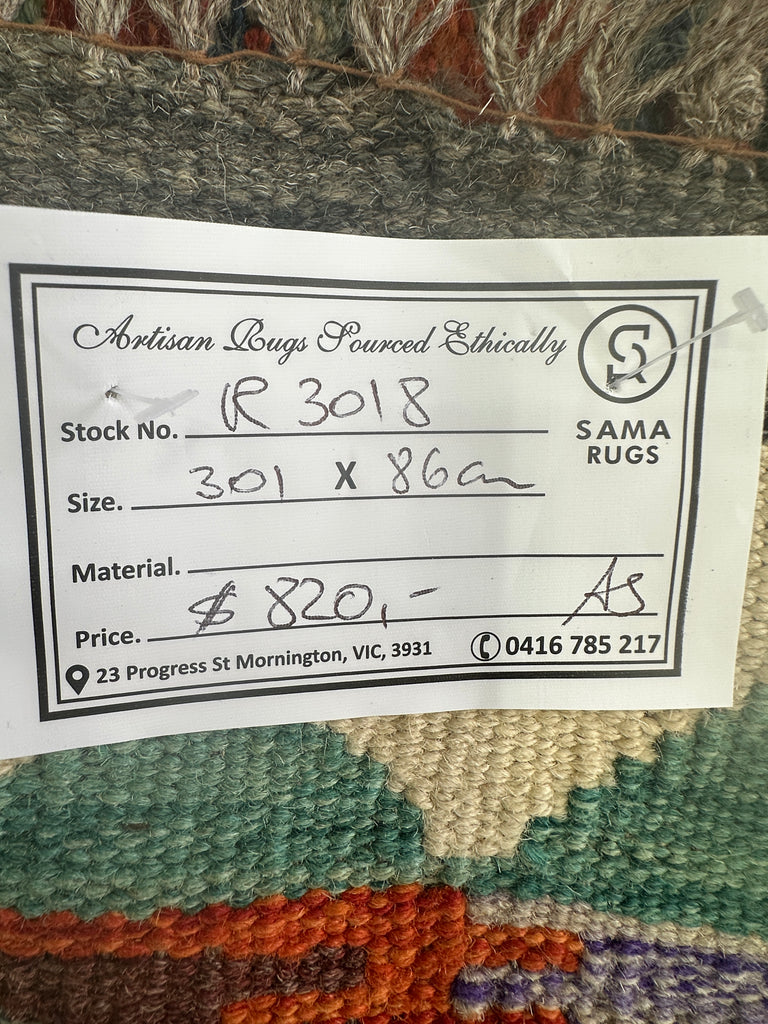 Artisan Rugs Sourced Ethically
SR
SAMA
RUGS
Stock No. R 3018
Size. 301 X 86cm
Material.
Price. $ 820,- AS
23 Progress St Mornington, VIC, 3931
0416 785 217